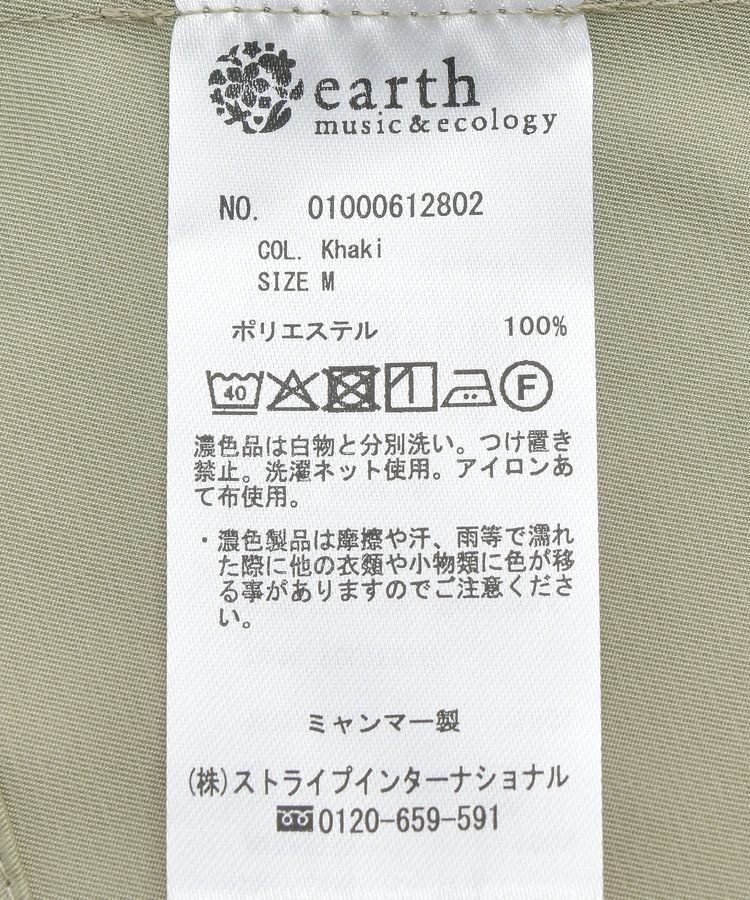 earth
music&ecology
NO. 01000612802
COL. Khaki
SIZE M
ポリエステル 100%
40 F
濃色品は白物と分別洗い。つけ置き
禁止。洗濯ネット使用。アイロンあ
て布使用。
・濃色製品は摩擦や汗、雨等で濡れ
た際に他の衣類や小物類に色が移
る事がありますのでご注意くださ
い。
ミャンマー製
(株)ストライプインターナショナル
0120-659-591